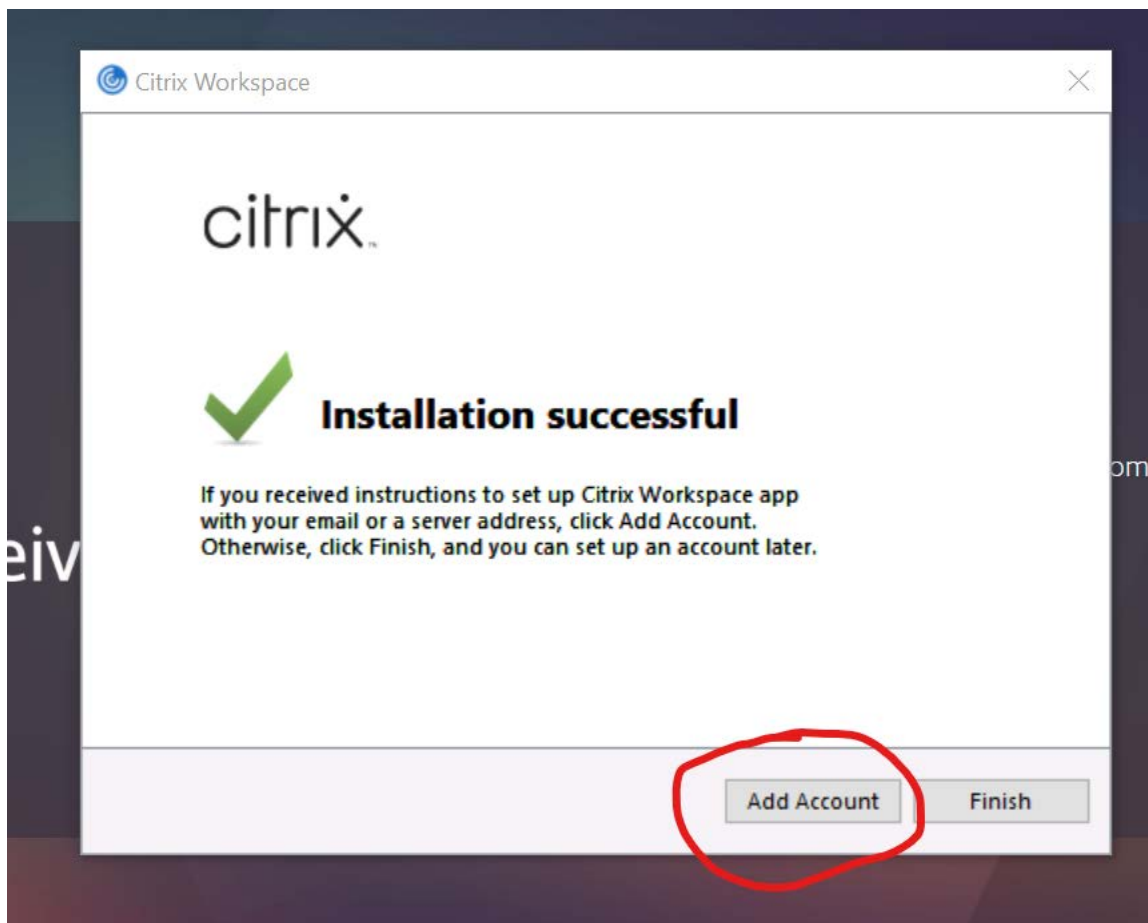 Citrix Workspace
citrix
Installation successful
If you received instructions to set up Citrix Workspace app
with your email or a server address, click Add Account.
Otherwise, click Finish, and you can set up an account later.
Add Account
Finish